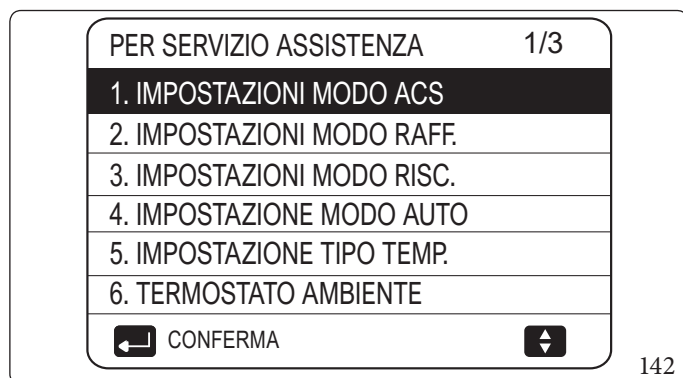 PER SERVIZIO ASSISTENZA 1/3
1. IMPOSTAZIONI MODO ACS
2. IMPOSTAZIONI MODO RAFF.
3. IMPOSTAZIONI MODO RISC.
4. IMPOSTAZIONE MODO AUTO
5. IMPOSTAZIONE TIPO TEMP.
6. TERMOSTATO AMBIENTE
CONFERMA
142